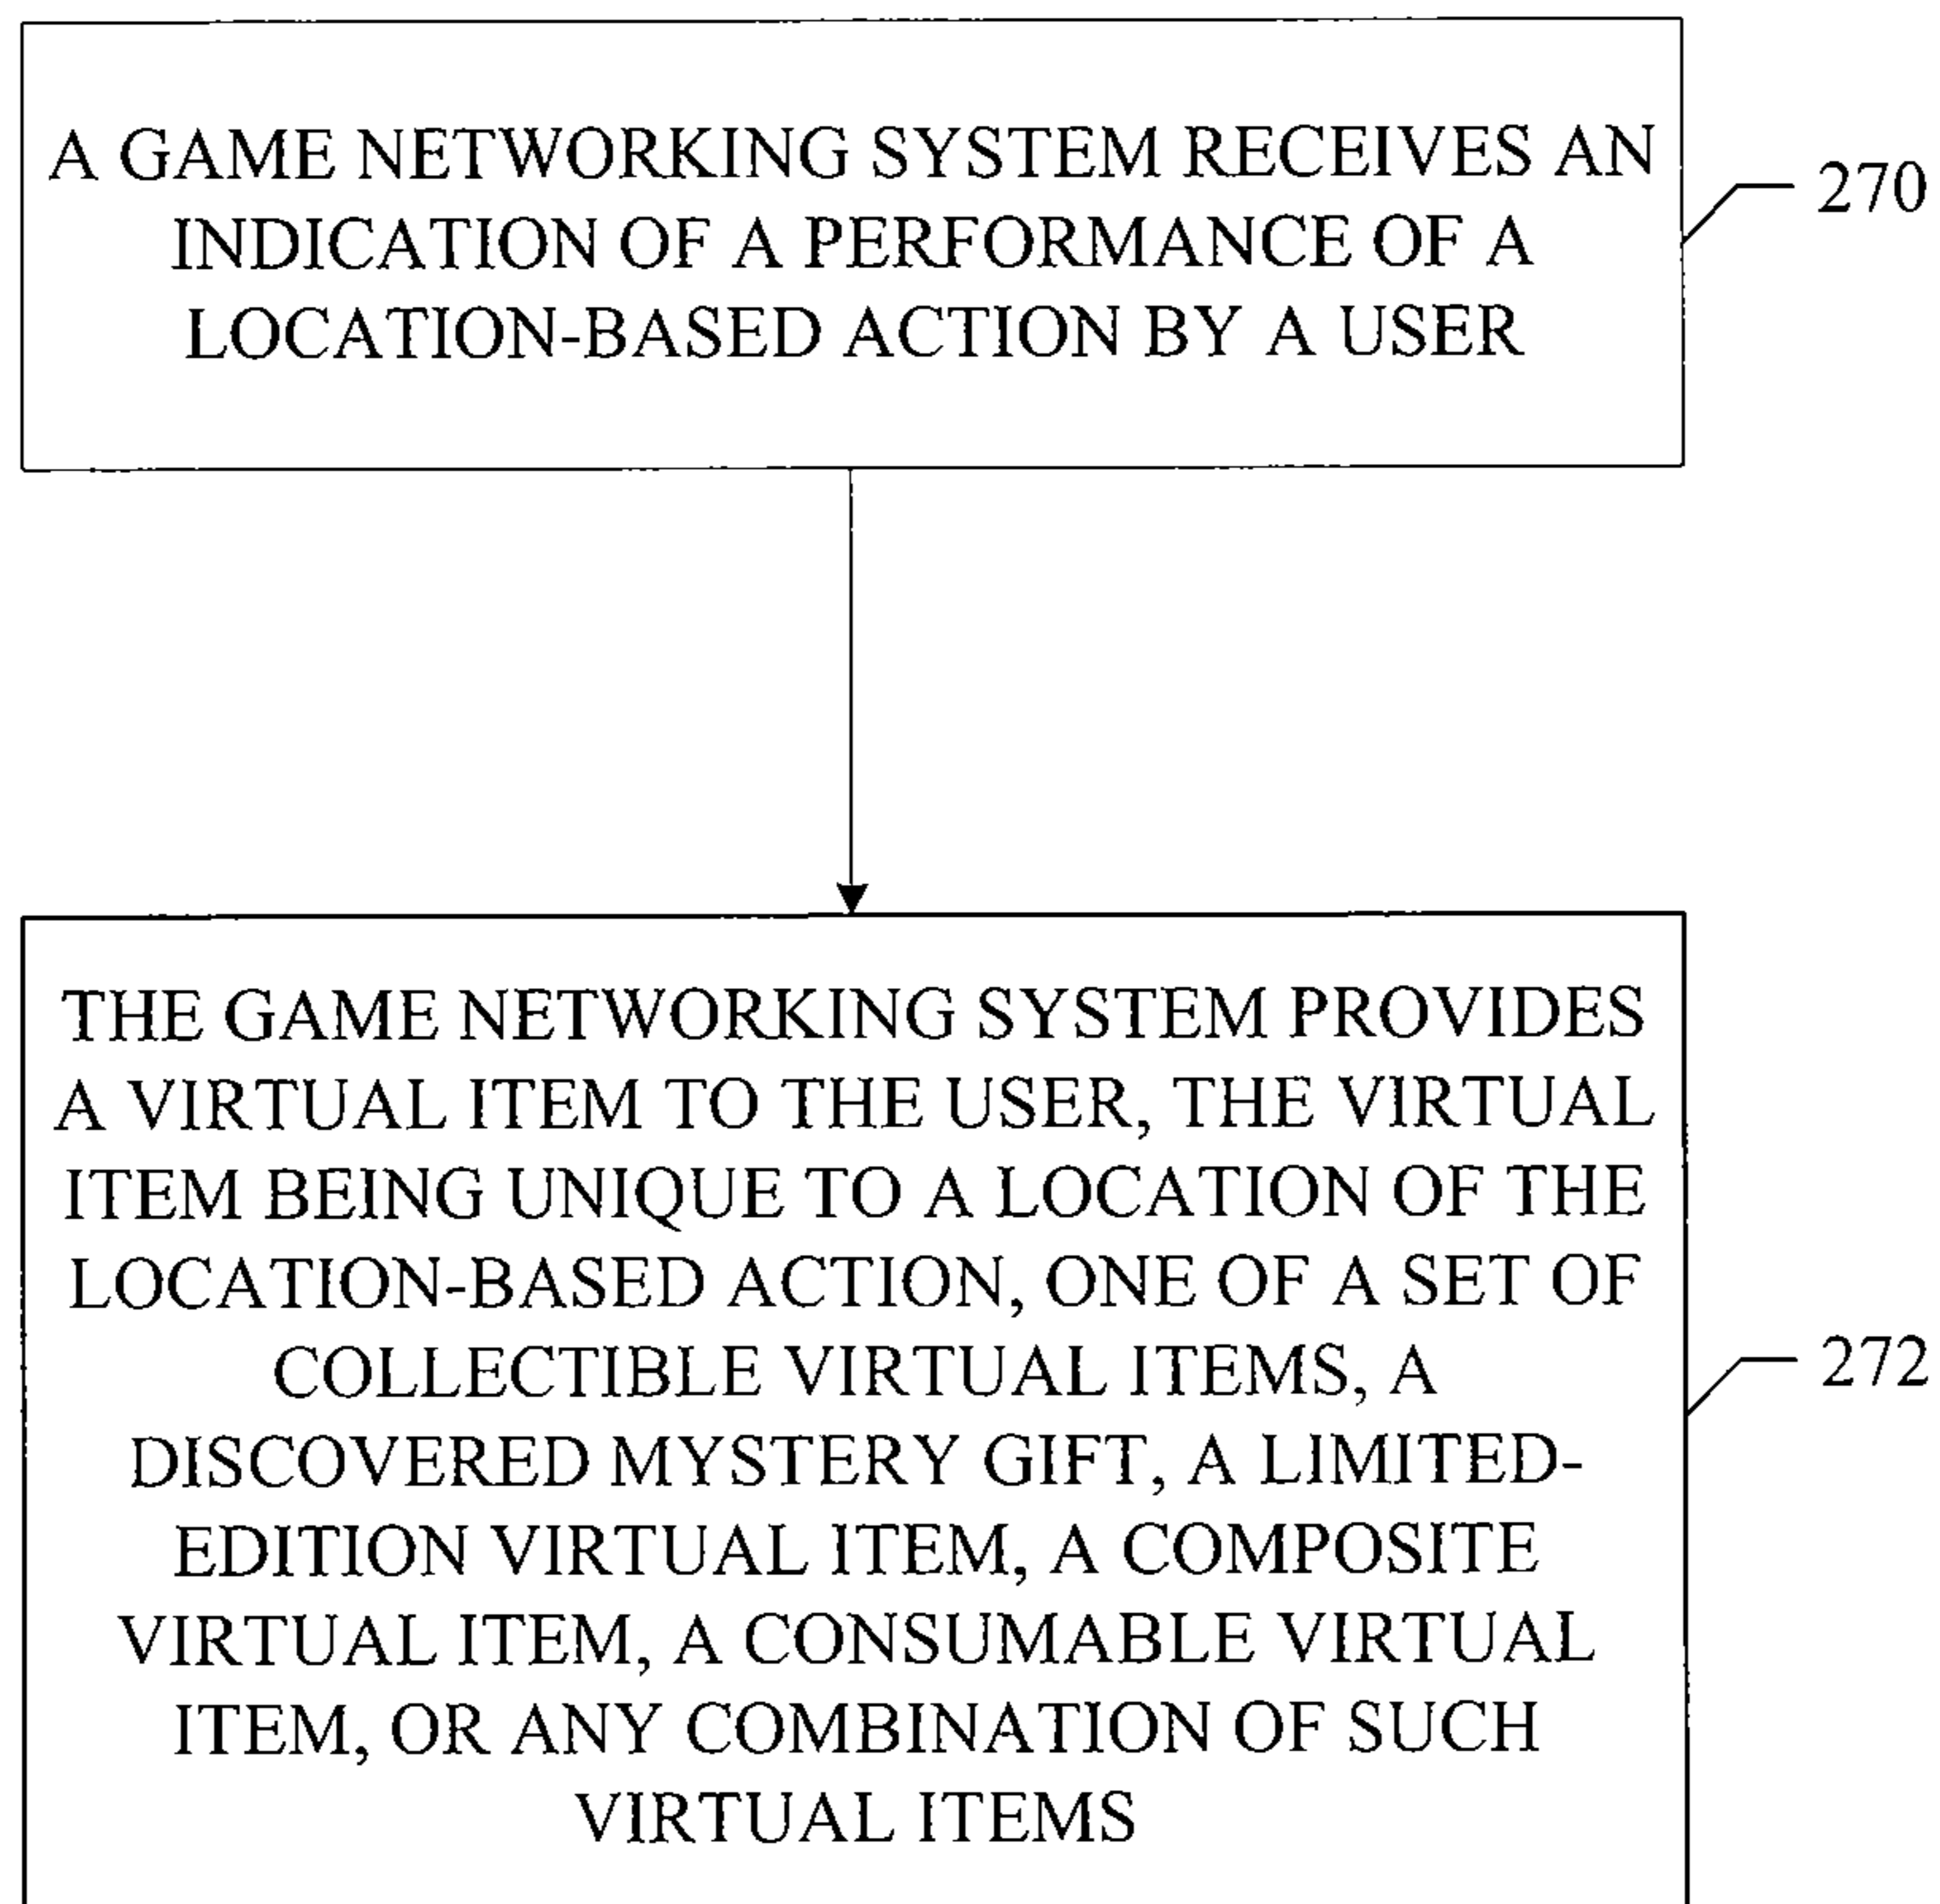 A GAME NETWORKING SYSTEM RECEIVES AN
INDICATION OF A PERFORMANCE OF A
LOCATION-BASED ACTION BY A USER
270
THE GAME NETWORKING SYSTEM PROVIDES
A VIRTUAL ITEM TO THE USER, THE VIRTUAL
ITEM BEING UNIQUE TO A LOCATION OF THE
LOCATION-BASED ACTION, ONE OF A SET OF
COLLECTIBLE VIRTUAL ITEMS, A
DISCOVERED MYSTERY GIFT, A LIMITED-
EDITION VIRTUAL ITEM, A COMPOSITE
VIRTUAL ITEM, A CONSUMABLE VIRTUAL
ITEM, OR ANY COMBINATION OF SUCH
VIRTUAL ITEMS
272